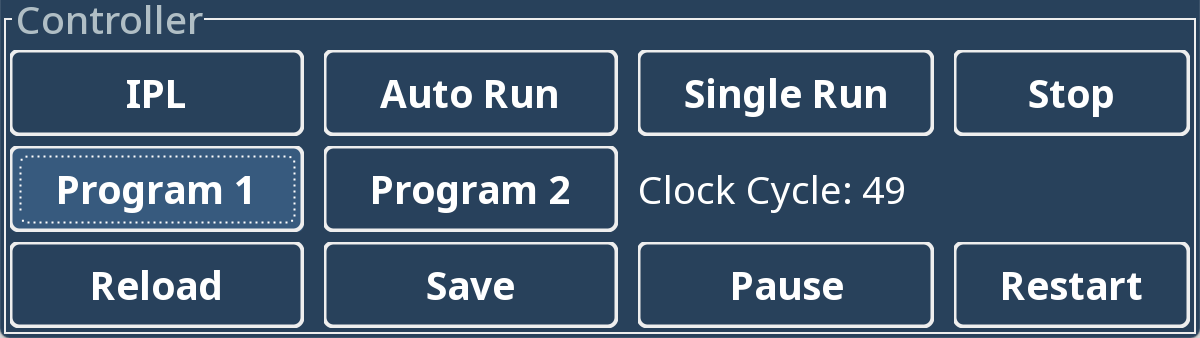 Controller
IPL Auto Run Single Run Stop
Program 1 Program 2 Clock Cycle: 49
Reload Save Pause Restart